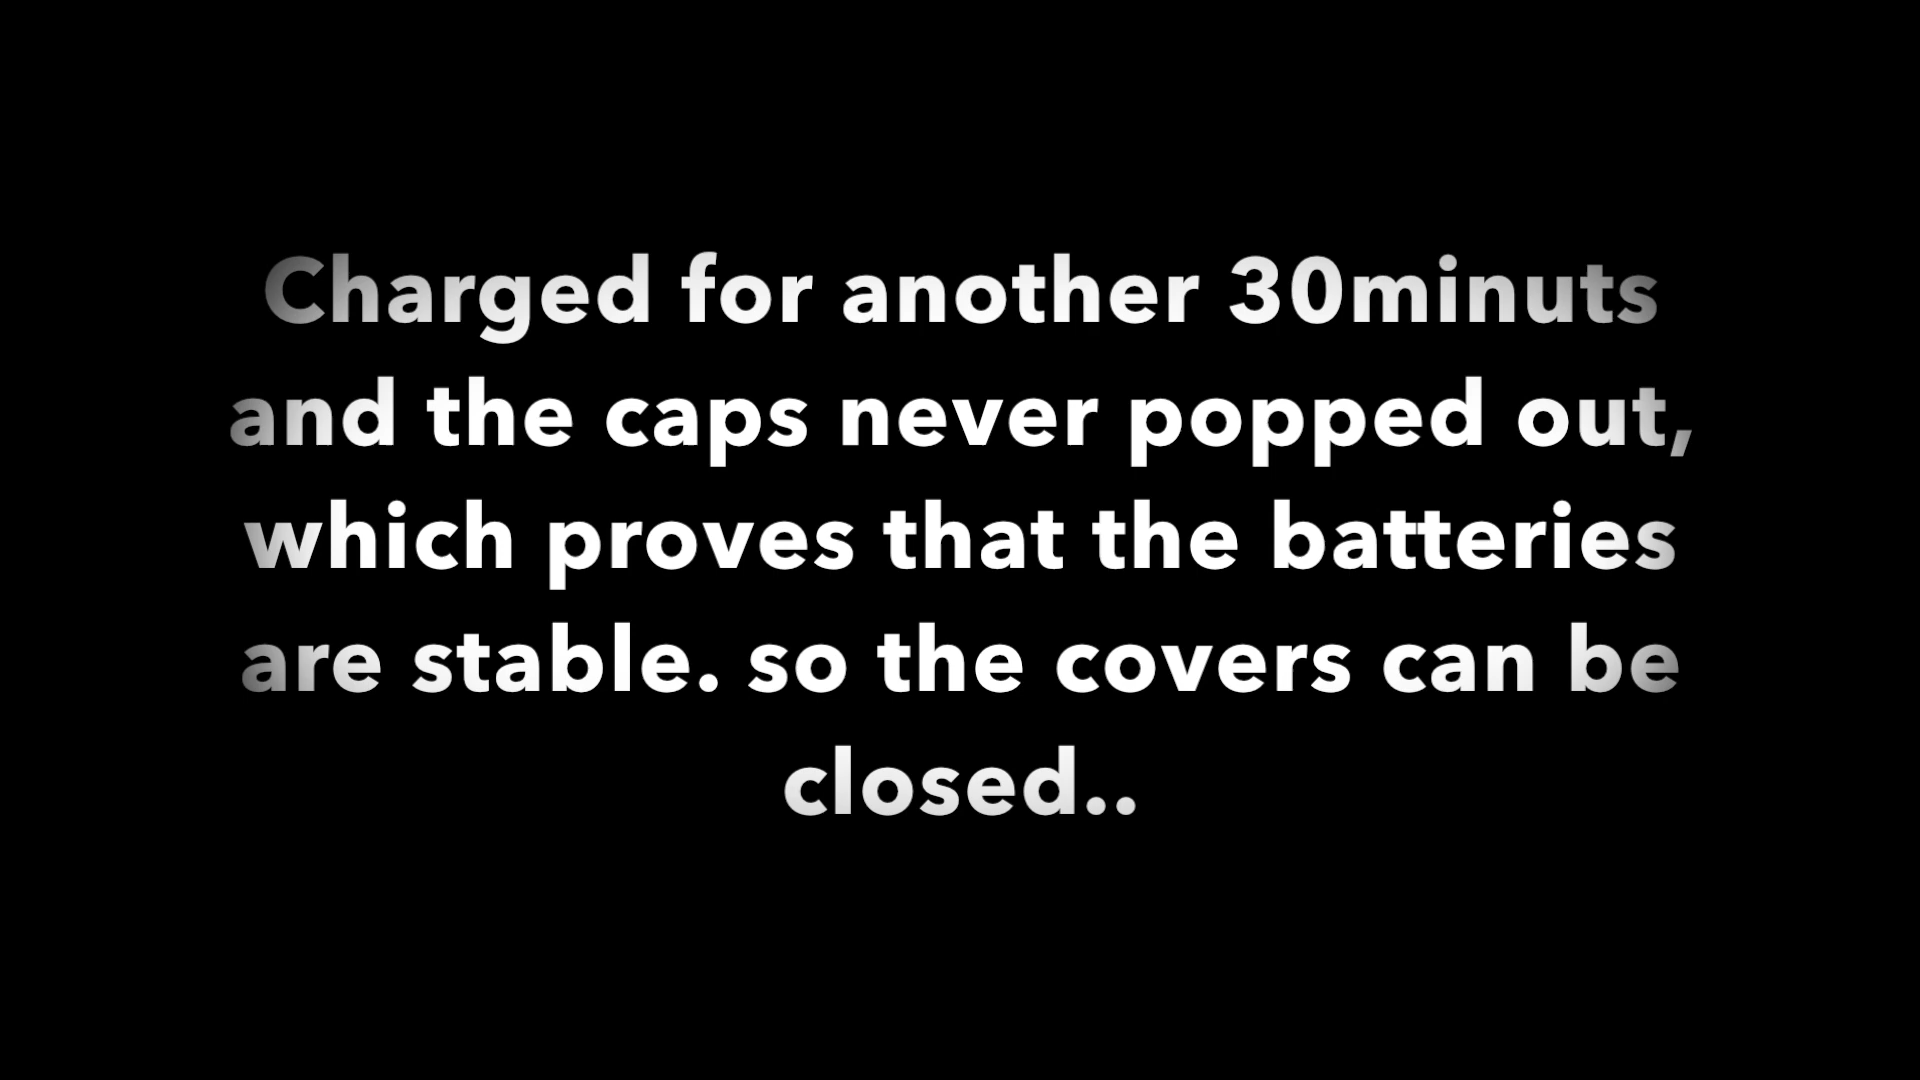 Charged for another 30minuts
and the caps never popped out,
which proves that the batteries
are stable. so the covers can be
closed..